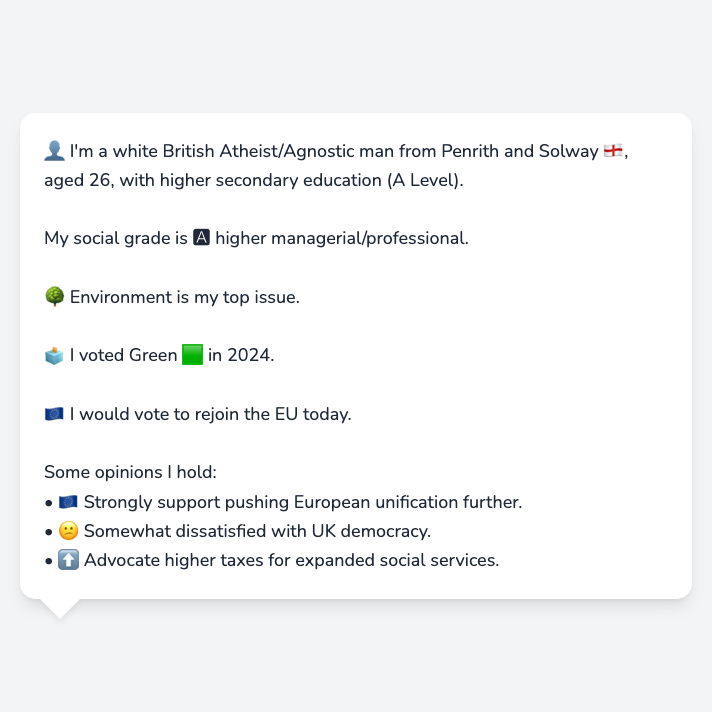 👤 I'm a white British Atheist/Agnostic man from Penrith and Solway 🏴󠁧󠁢󠁥󠁮󠁧󠁿,
aged 26, with higher secondary education (A Level).
My social grade is 🅰 higher managerial/professional.
🌳 Environment is my top issue.
🗳️ I voted Green 🟩 in 2024.
🇪🇺 I would vote to rejoin the EU today.
Some opinions I hold:
• 🇪🇺 Strongly support pushing European unification further.
• 🙁 Somewhat dissatisfied with UK democracy.
• ⬆️ Advocate higher taxes for expanded social services.